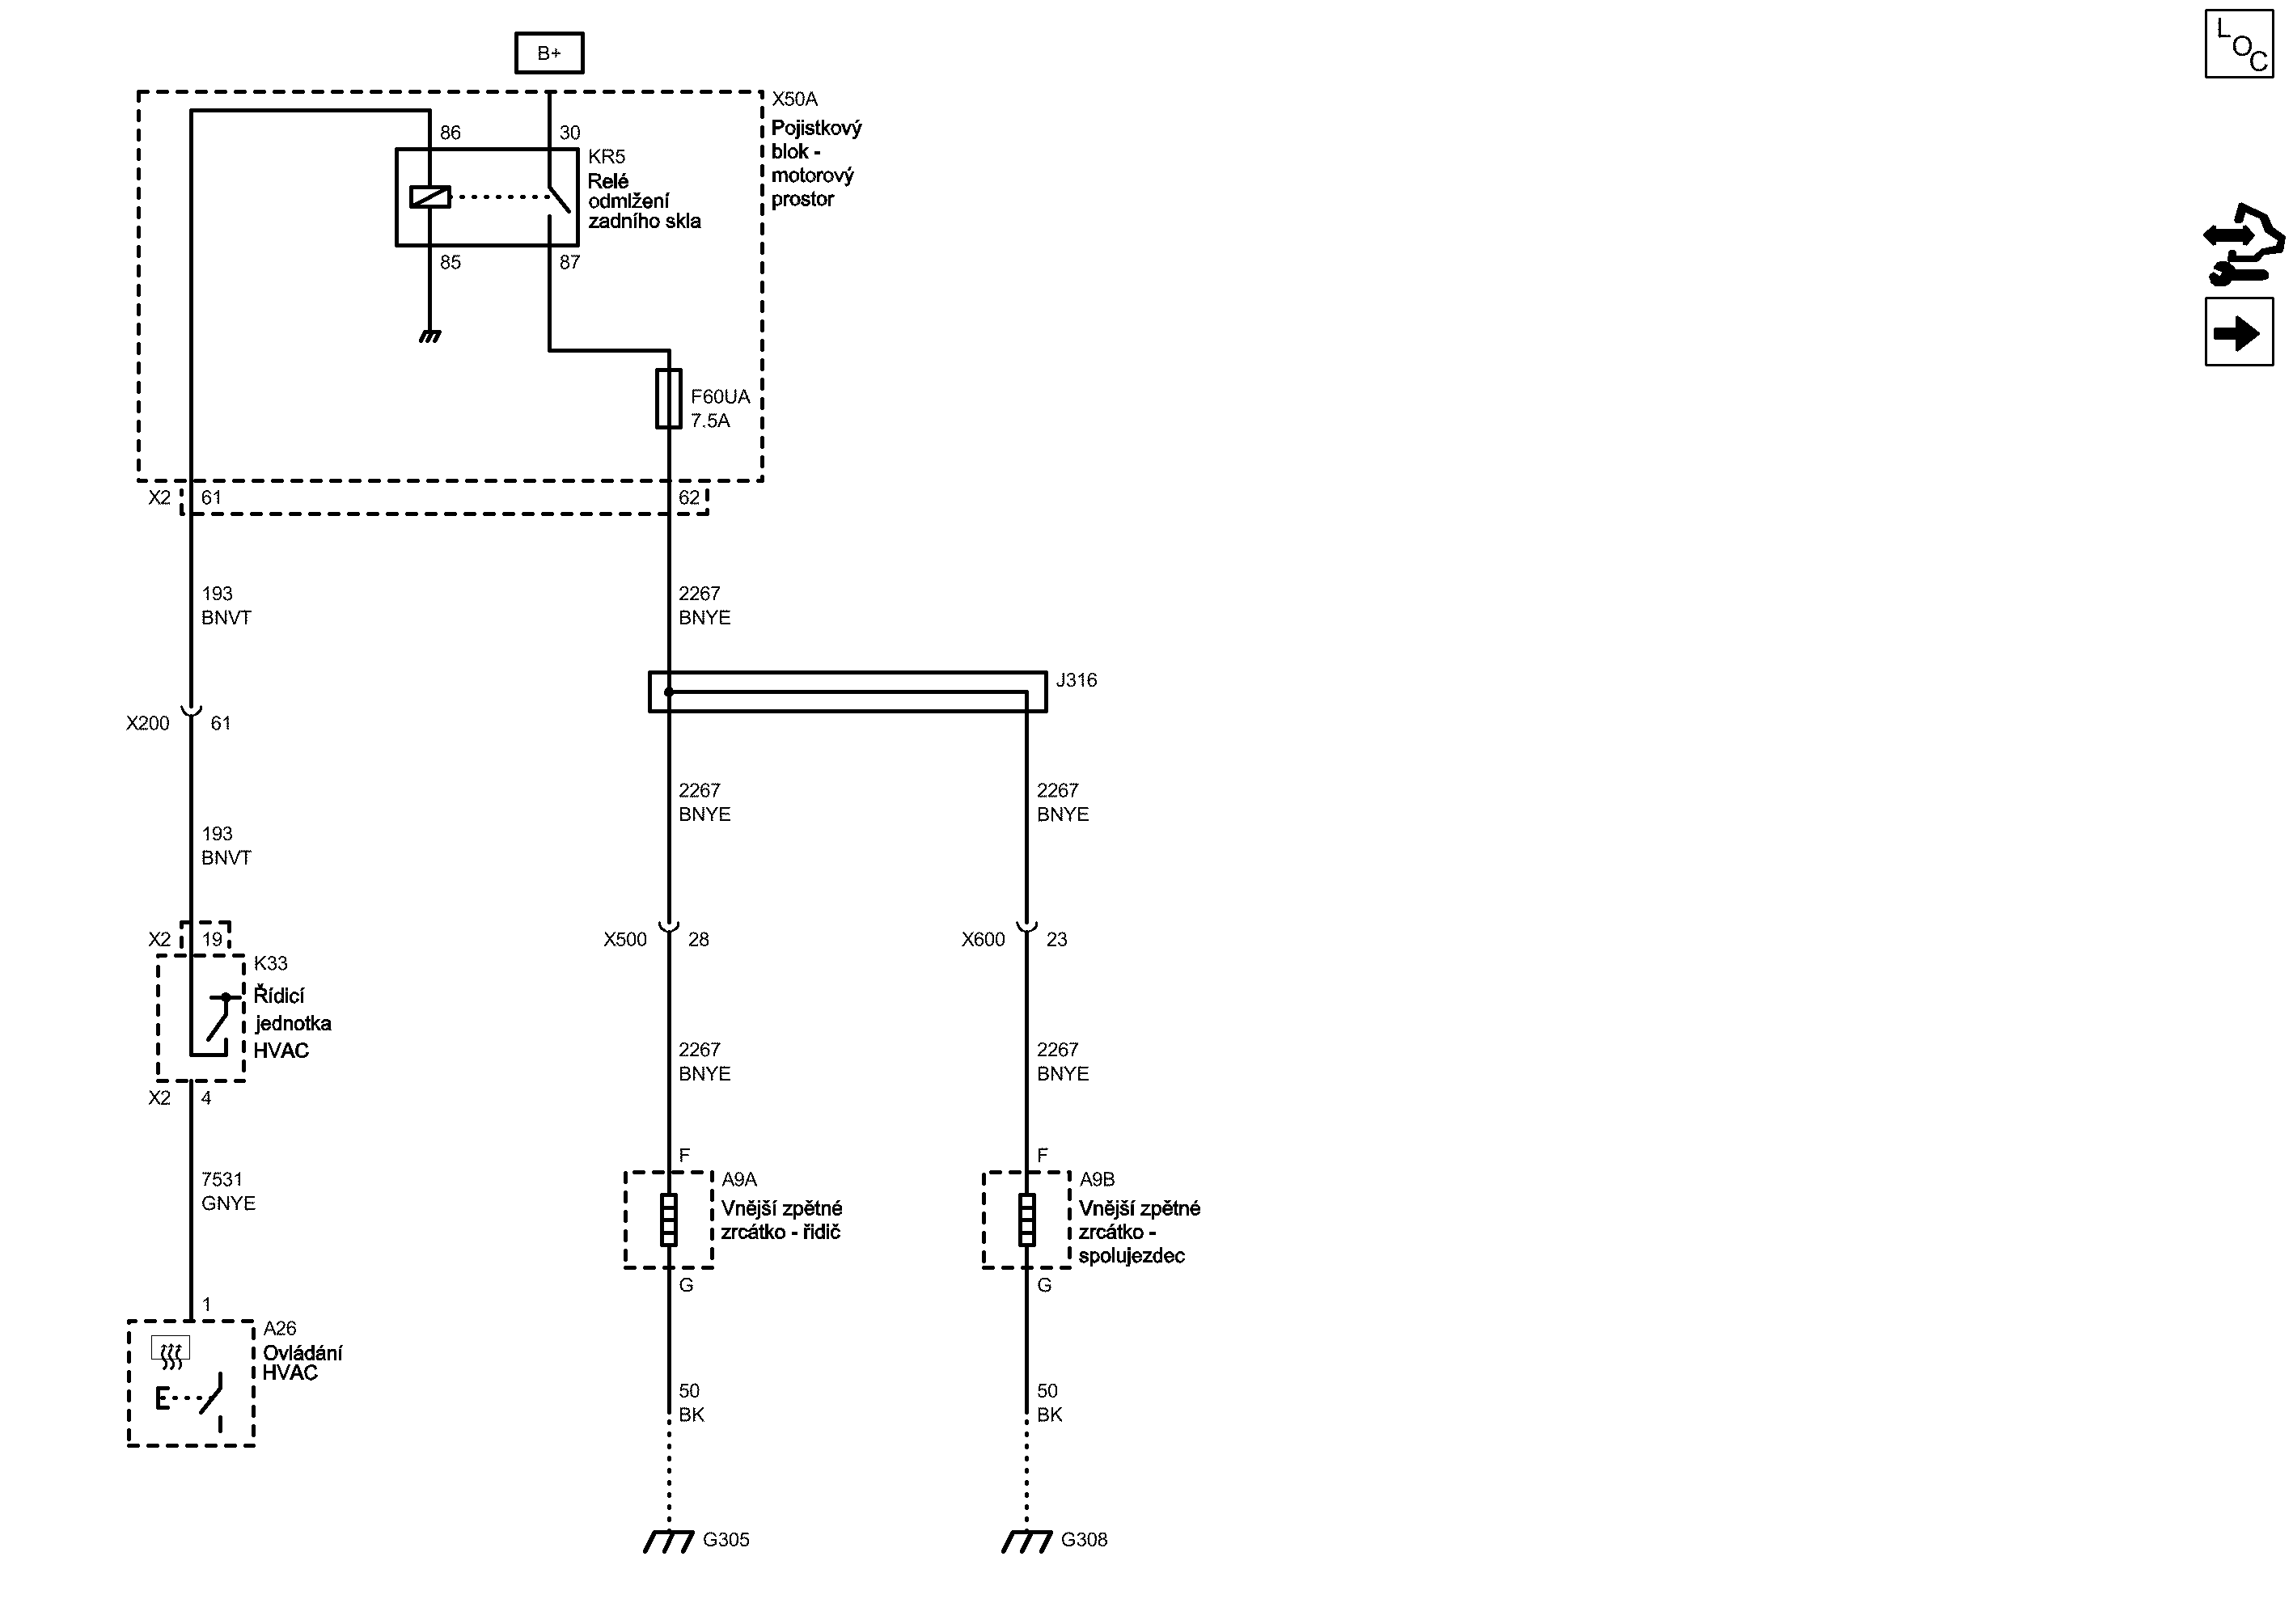 LOC
B+
X50A
Pojistkový
blok -
motorový
prostor
86
30
KR5
Relé
odmlžení
zadního skla
85
87
F60UA
7.5A
X2
61
62
193
BNVT
2267
BNYE
J316
X200
61
2267
BNYE
2267
BNYE
193
BNVT
X2
19
X500
28
X600
23
K33
Řídicí
jednotka
HVAC
2267
BNYE
2267
BNYE
X2
4
F
F
7531
GNYE
A9A
Vnější zpětné
zrcátko - řidič
A9B
Vnější zpětné
zrcátko -
spolujezdec
G
G
1
A26
Ovládání
HVAC
50
BK
50
BK
G305
G308